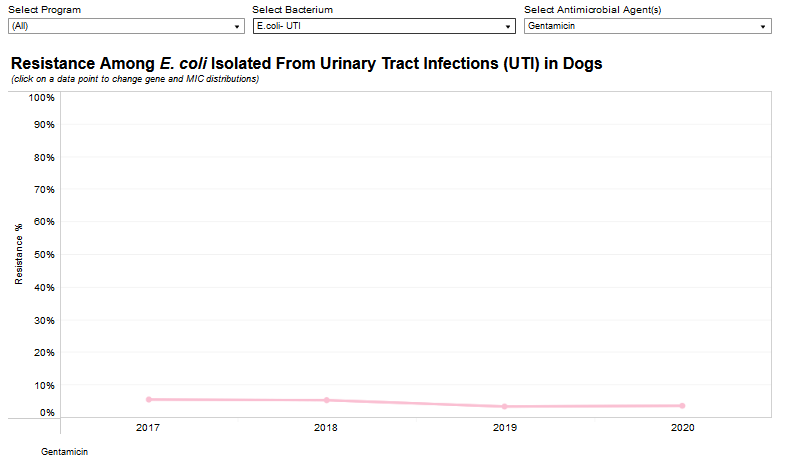 Select Program
Select Bacterium
Select Antimicrobial Agent(s)
(All)
E.coli- UTI
Gentamicin
Resistance Among E. coli Isolated From Urinary Tract Infections (UTI) in Dogs
(click on a data point to change gene and MIC distributions)
100%
90%
80%
70%
60%
50%
40%
30%
20%
10%
0%
Resistance %
2017
2018
2019
2020
Gentamicin